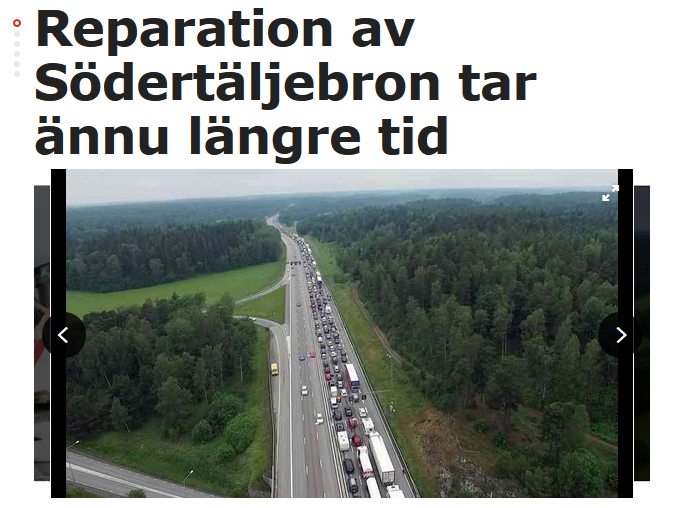 Reparation av
Södertäljebron tar
ännu längre tid